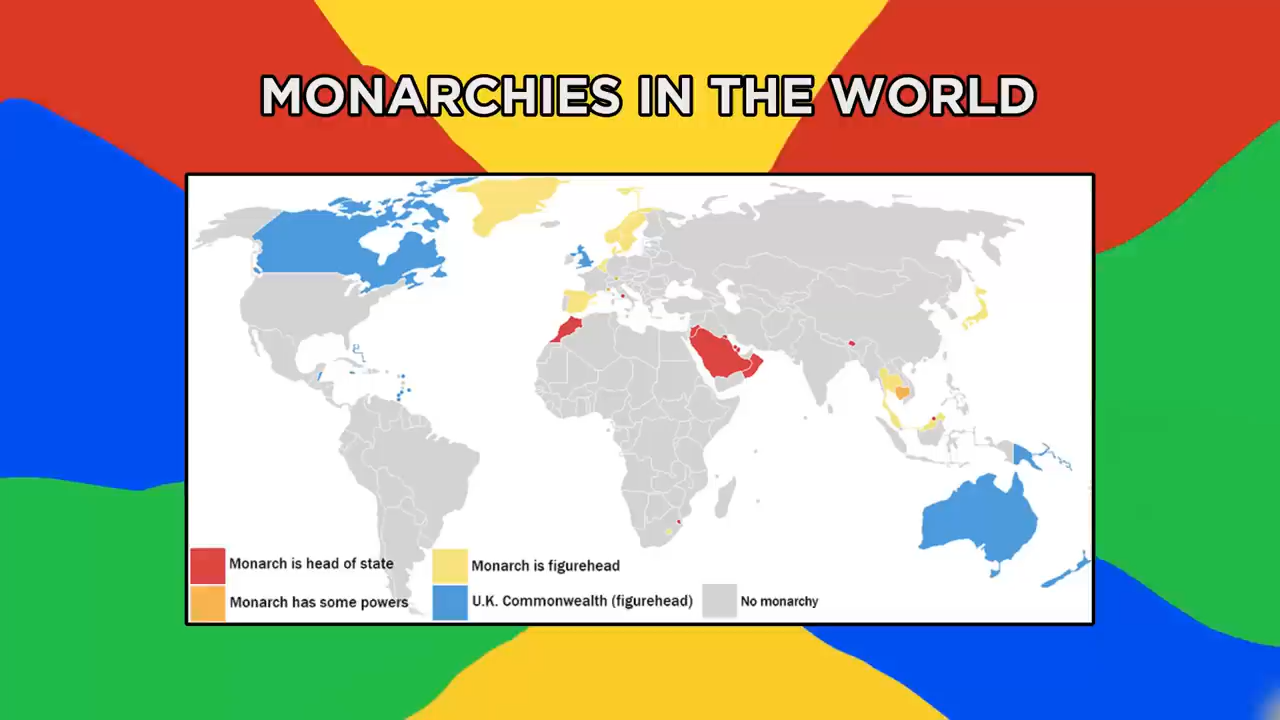 MONARCHIES IN THE WORLD
Monarch is head of state
Monarch is figurehead
Monarch has some powers
U.K. Commonwealth (figurehead)
No monarchy